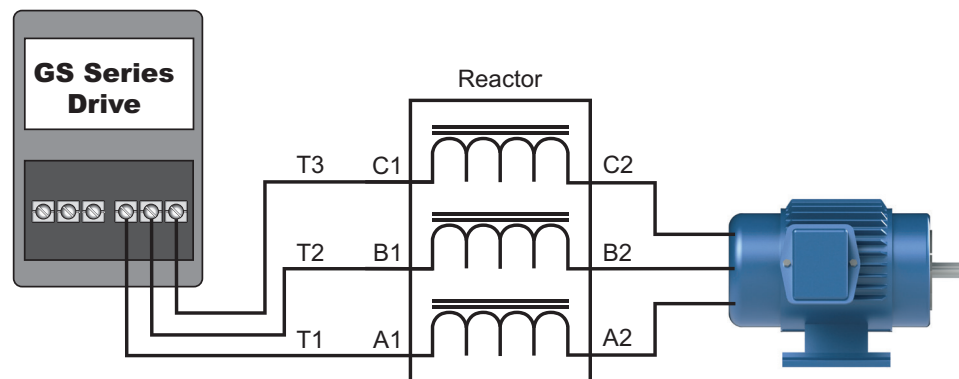 GS Series
Drive
Reactor
T3 C1 C2
T2 B1 B2
T1 A1 A2